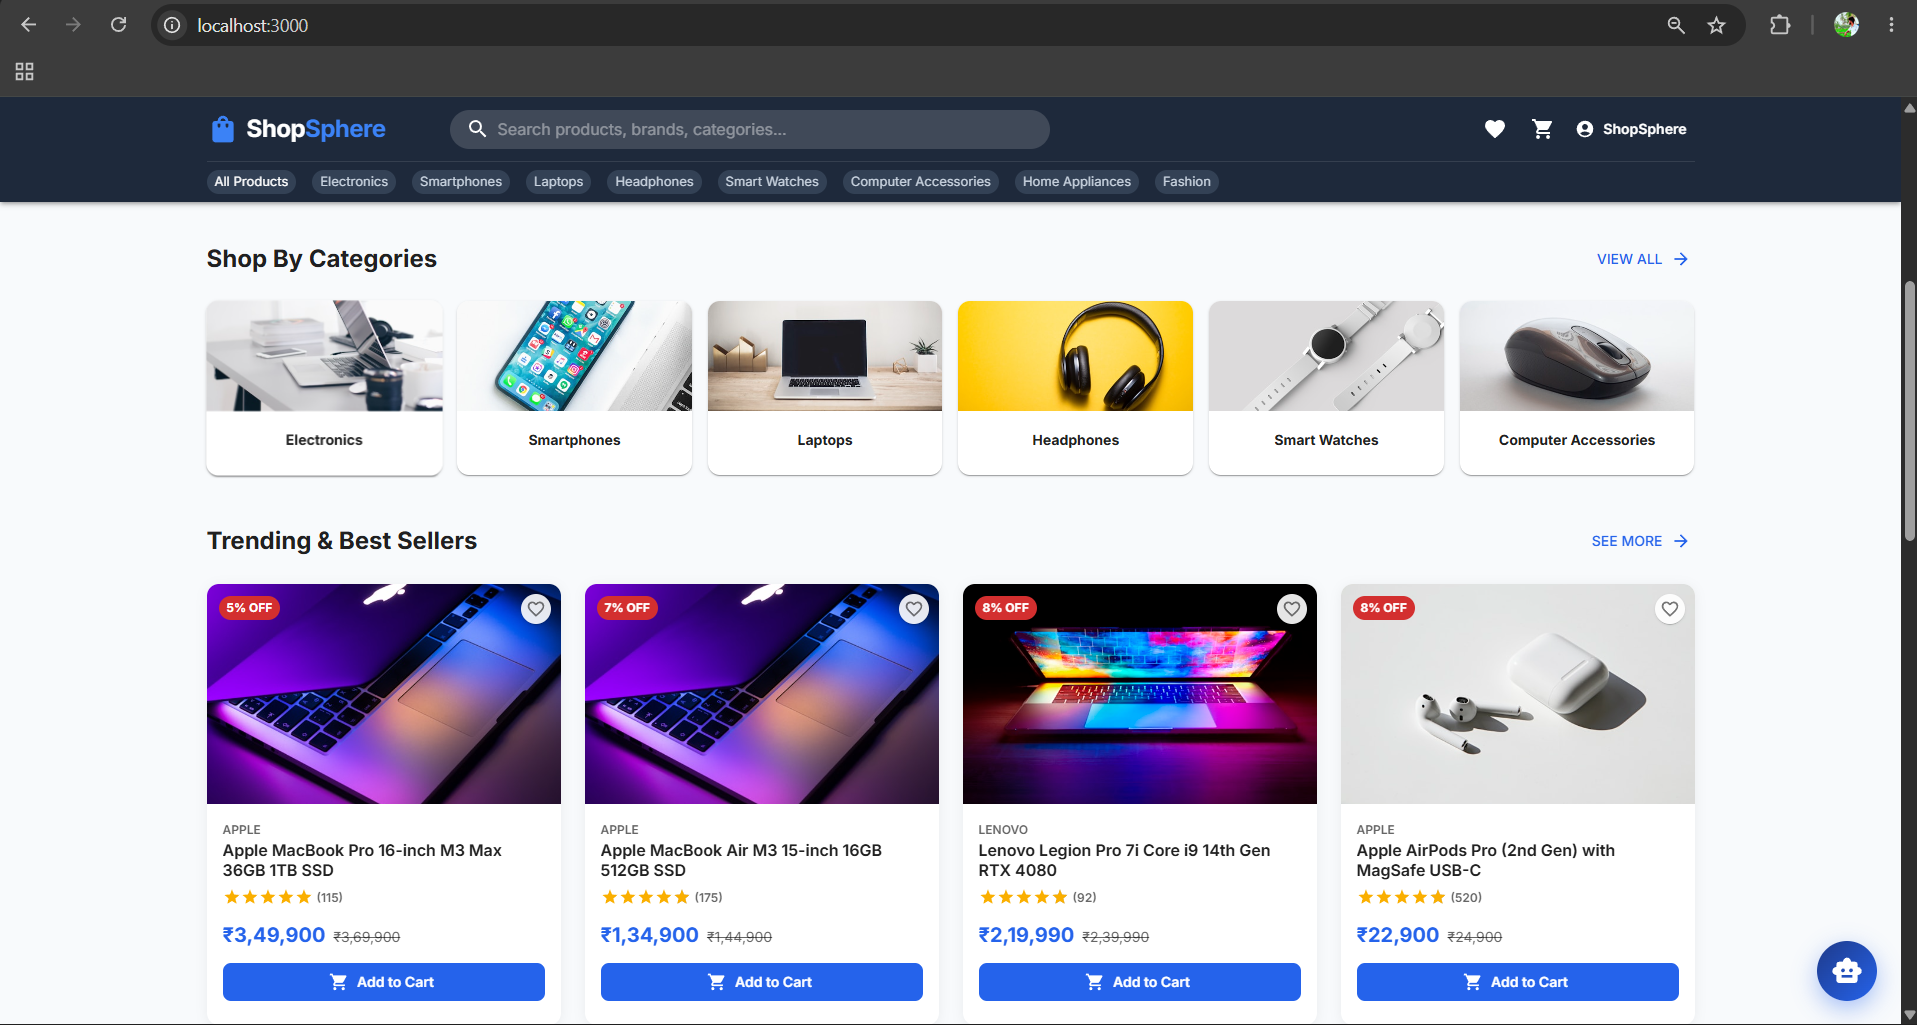 localhost:3000
ShopSphere
Search products, brands, categories...
ShopSphere
All Products
Electronics
Smartphones
Laptops
Headphones
Smart Watches
Computer Accessories
Home Appliances
Fashion
Shop By Categories
VIEW ALL
Electronics
Smartphones
Laptops
Headphones
Smart Watches
Computer Accessories
Trending & Best Sellers
SEE MORE
5% OFF
APPLE
Apple MacBook Pro 16-inch M3 Max
36GB 1TB SSD
(115)
₹3,49,900 ₹3,69,900
Add to Cart
7% OFF
APPLE
Apple MacBook Air M3 15-inch 16GB
512GB SSD
(175)
₹1,34,900 ₹1,44,900
Add to Cart
8% OFF
LENOVO
Lenovo Legion Pro 7i Core i9 14th Gen
RTX 4080
(92)
₹2,19,990 ₹2,39,990
Add to Cart
8% OFF
APPLE
Apple AirPods Pro (2nd Gen) with
MagSafe USB-C
(520)
₹22,900 ₹24,900
Add to Cart